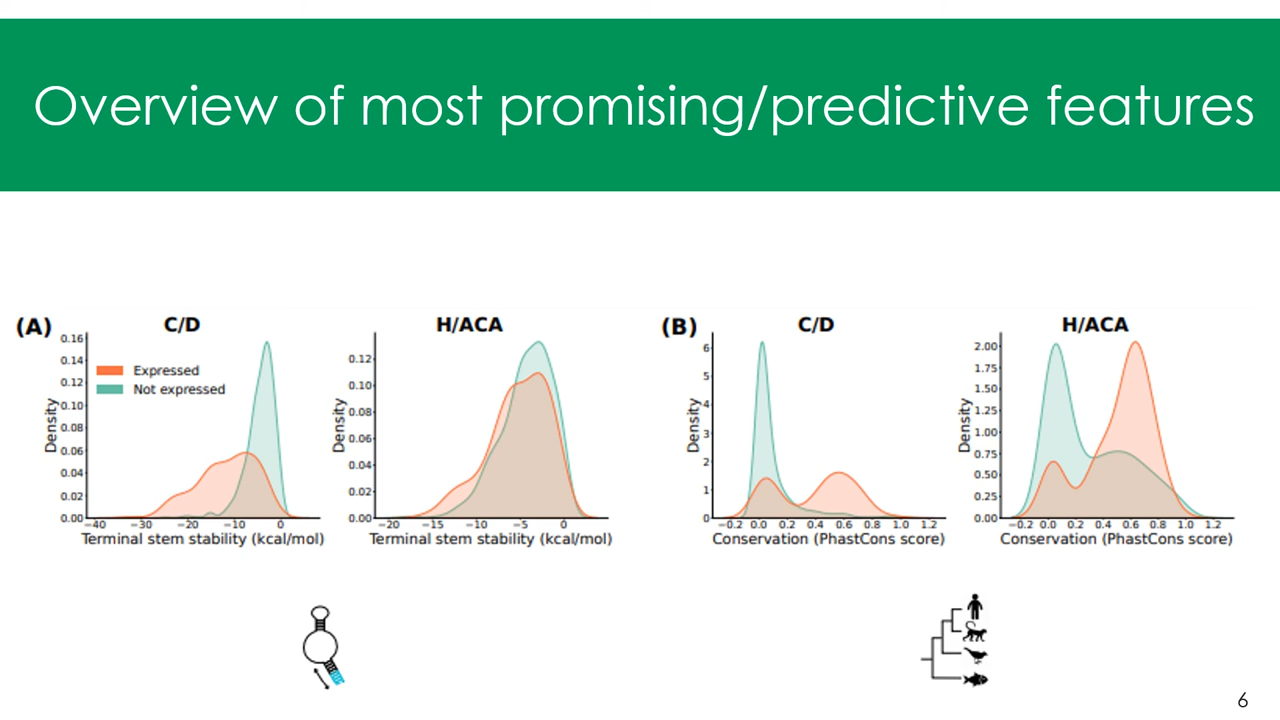 Overview of most promising/predictive features
(A)
C/D
Density
0.16
0.14
0.12
0.10
0.08
0.06
0.04
0.02
0.00
Expressed
Not expressed
−40 −30 −20 −10 0
Terminal stem stability (kcal/mol)
H/ACA
Density
0.12
0.10
0.08
0.06
0.04
0.02
0.00
−20 −15 −10 −5 0
Terminal stem stability (kcal/mol)
(B)
C/D
Density
6
5
4
3
2
1
0
−0.2 0.0 0.2 0.4 0.6 0.8 1.0 1.2
Conservation (PhastCons score)
H/ACA
Density
2.00
1.75
1.50
1.25
1.00
0.75
0.50
0.25
0.00
−0.2 0.0 0.2 0.4 0.6 0.8 1.0 1.2
Conservation (PhastCons score)
6